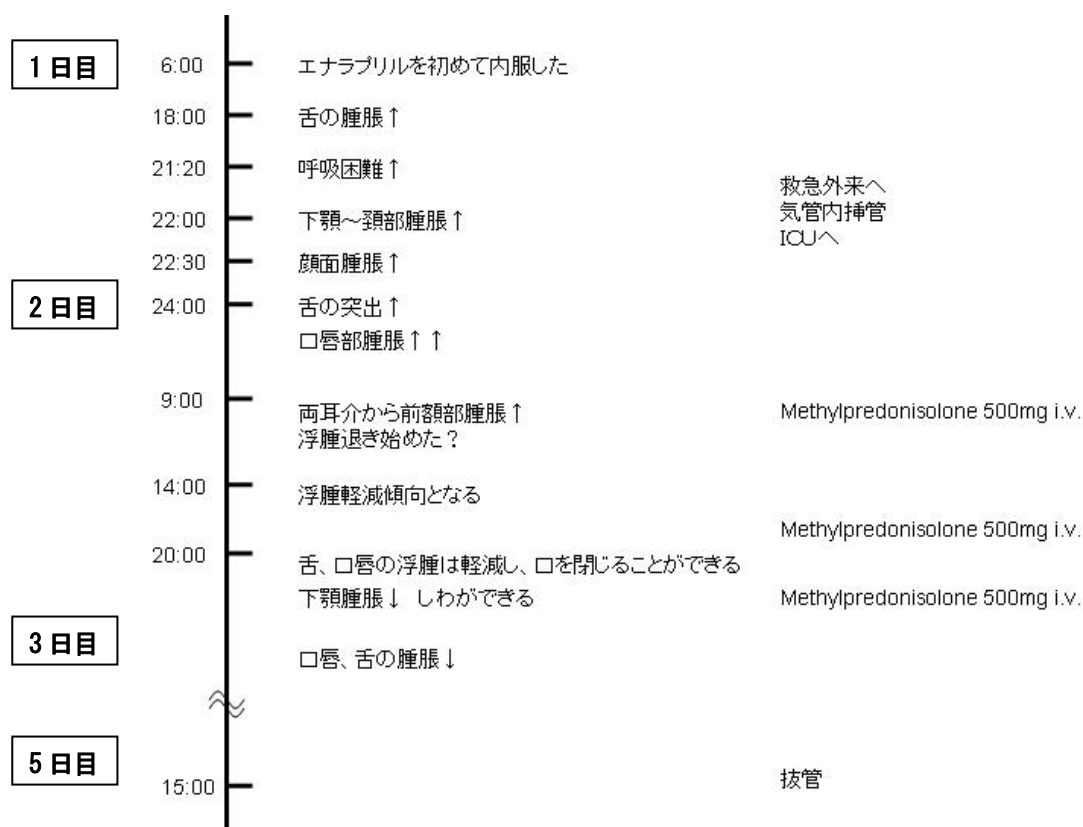 1日目
6:00 エナラプリルを初めて内服した
18:00 舌の腫脹↑
21:20 呼吸困難↑
救急外来へ
22:00 下顎～頚部腫脹↑ 気管内挿管
ICUへ
22:30 顔面腫脹↑
2日目
24:00 舌の突出↑
口唇部腫脹↑↑
9:00 両耳介から前額部腫脹↑ Methylpredonisolone 500mg i.v.
浮腫退き始めた？
14:00 浮腫軽減傾向となる
Methylpredonisolone 500mg i.v.
20:00 舌、口唇の浮腫は軽減し、口を閉じることができる
下顎腫脹↓ しわができる Methylpredonisolone 500mg i.v.
3日目
口唇、舌の腫脹↓
5日目
15:00 抜管